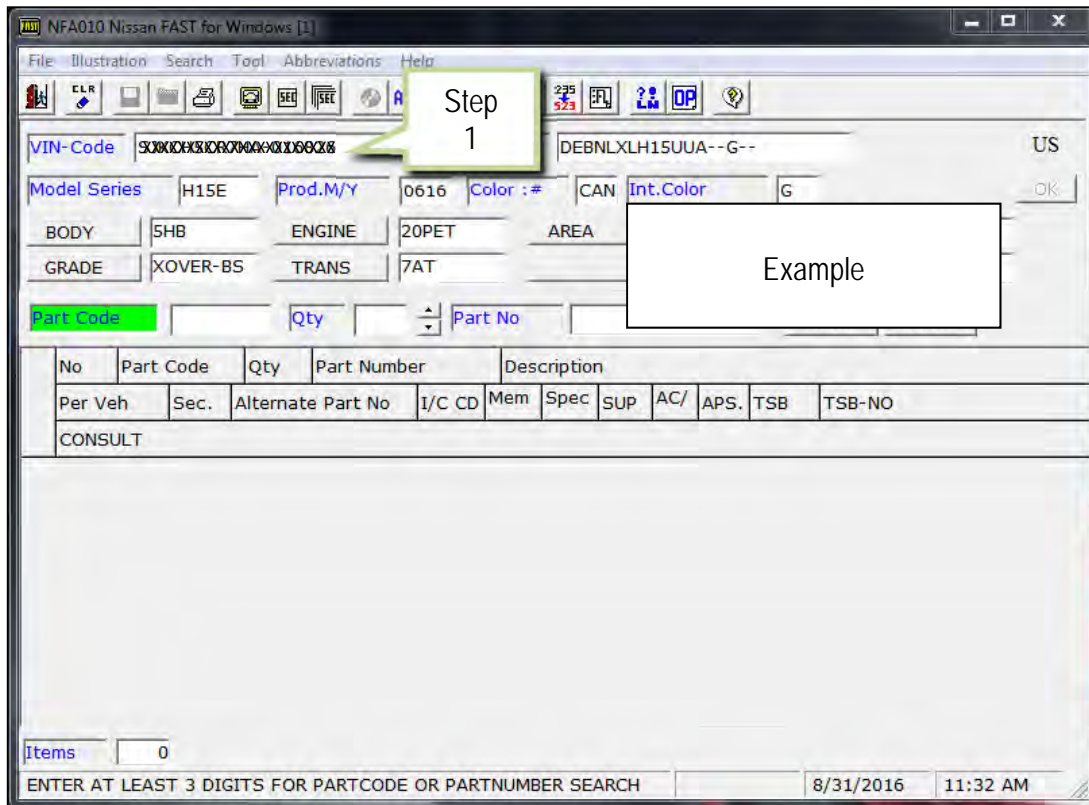 NFA010 Nissan FAST for Windows [1]
File Illustration Search Tool Abbreviations Help
CLR SEC SEC OP
Step
1
VIN-Code DEBNLXLH15UUA--G-- US
Model Series H15E Prod.M/Y 0616 Color :# CAN Int.Color G OK
BODY 5HB ENGINE 20PET AREA
GRADE XOVER-BS TRANS 7AT
Example
Part Code Qty Part No
No Part Code Qty Part Number Description
Per Veh Sec. Alternate Part No I/C CD Mem Spec SUP AC/ APS. TSB TSB-NO
CONSULT
Items 0
ENTER AT LEAST 3 DIGITS FOR PARTCODE OR PARTNUMBER SEARCH 8/31/2016 11:32 AM